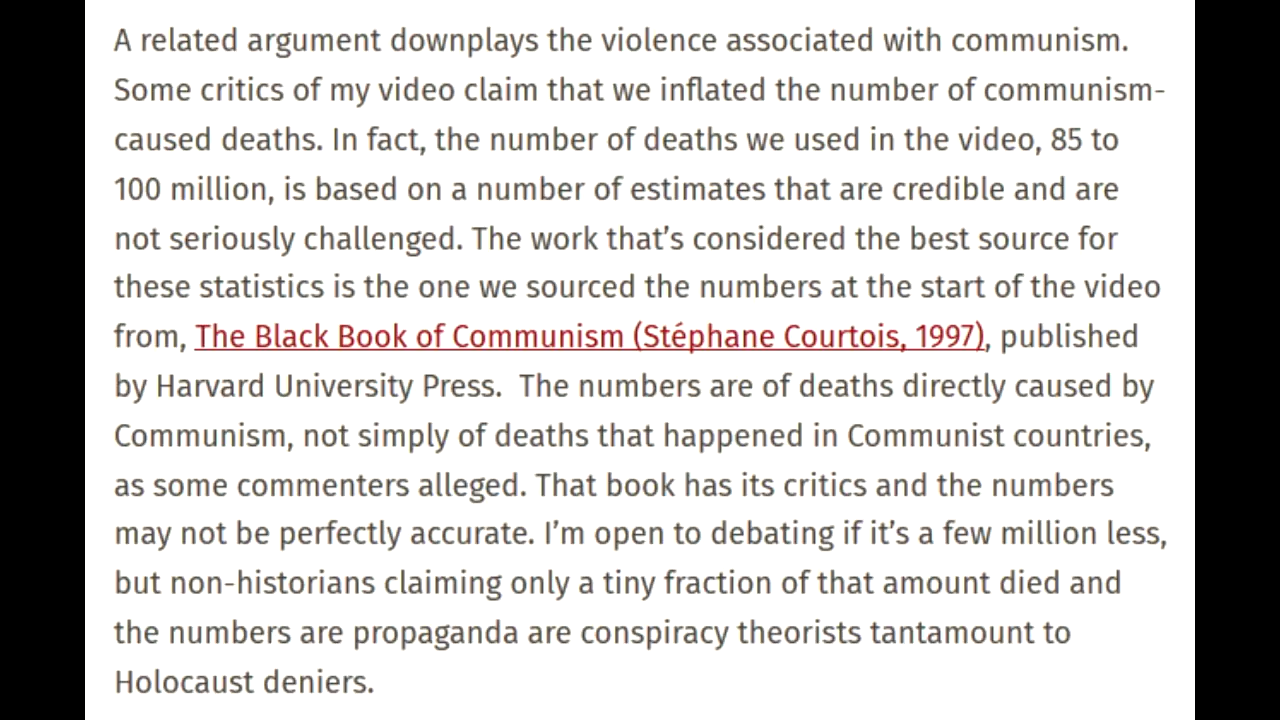 A related argument downplays the violence associated with communism.
Some critics of my video claim that we inflated the number of communism-
caused deaths. In fact, the number of deaths we used in the video, 85 to
100 million, is based on a number of estimates that are credible and are
not seriously challenged. The work that’s considered the best source for
these statistics is the one we sourced the numbers at the start of the video
from, The Black Book of Communism (Stéphane Courtois, 1997), published
by Harvard University Press.  The numbers are of deaths directly caused by
Communism, not simply of deaths that happened in Communist countries,
as some commenters alleged. That book has its critics and the numbers
may not be perfectly accurate. I’m open to debating if it’s a few million less,
but non-historians claiming only a tiny fraction of that amount died and
the numbers are propaganda are conspiracy theorists tantamount to
Holocaust deniers.